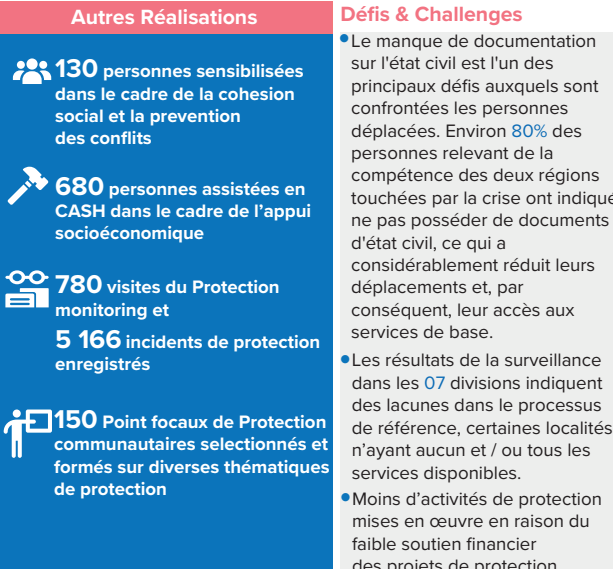 Autres Réalisations
130 personnes sensibilisées
dans le cadre de la cohesion
social et la prevention
des conflits
680 personnes assistées en
CASH dans le cadre de l'appui
socioéconomique
780 visites du Protection
monitoring et
5 166 incidents de protection
enregistrés
150 Point focaux de Protection
communautaires selectionnés et
formés sur diverses thématiques
de protection
Défis & Challenges
•Le manque de documentation
sur l'état civil est l'un des
principaux défis auxquels sont
confrontées les personnes
déplacées. Environ 80% des
personnes relevant de la
compétence des deux régions
touchées par la crise ont indiqué
ne pas posséder de documents
d'état civil, ce qui a
considérablement réduit leurs
déplacements et, par
conséquent, leur accès aux
services de base.
•Les résultats de la surveillance
dans les 07 divisions indiquent
des lacunes dans le processus
de référence, certaines localités
n'ayant aucun et / ou tous les
services disponibles.
•Moins d'activités de protection
mises en œuvre en raison du
faible soutien financier
des projets de protection